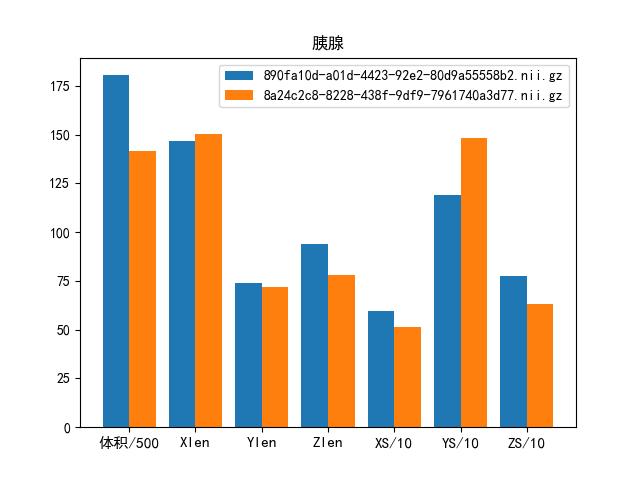 胰腺
890fa10d-a01d-4423-92e2-80d9a55558b2.nii.gz
8a24c2c8-8228-438f-9df9-7961740a3d77.nii.gz
175
150
125
100
75
50
25
0
体积/500 Xlen Ylen Zlen XS/10 YS/10 ZS/10